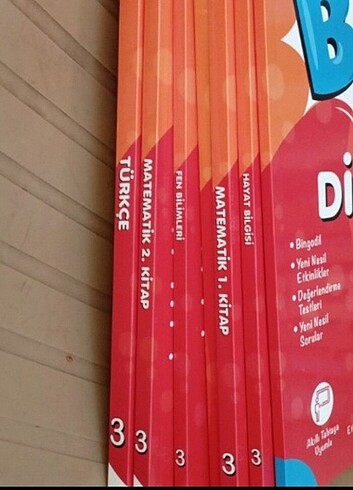 TÜRKÇE
3
MATEMATİK 2. KİTAP
3
FEN BİLİMLERİ
3
MATEMATİK 1. KİTAP
3
HAYAT BİLGİSİ
3
B
Dİ
• Bingodil
• Yeni Nesil
Etkinlikler
• Değerlendirme
Testleri
• Yeni Nesil
Sorular
Akıllı Tahtaya
Uyumlu